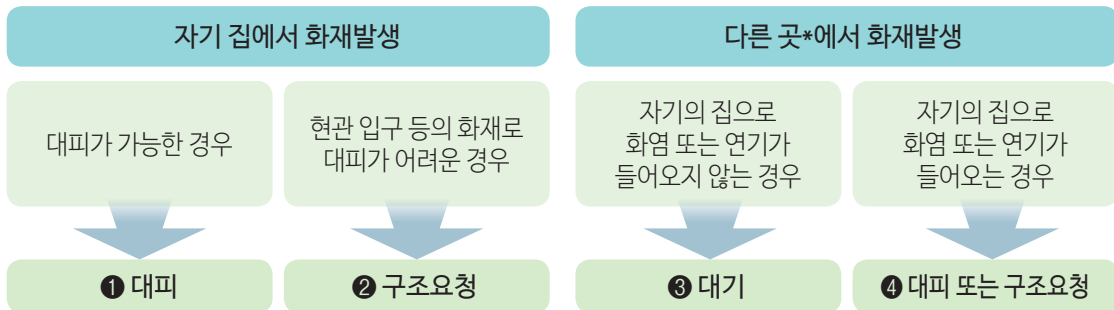 자기 집에서 화재발생
다른 곳*에서 화재발생
대피가 가능한 경우
현관 입구 등의 화재로
대피가 어려운 경우
자기의 집으로
화염 또는 연기가
들어오지 않는 경우
자기의 집으로
화염 또는 연기가
들어오는 경우
❶ 대피
❷ 구조요청
❸ 대기
❹ 대피 또는 구조요청